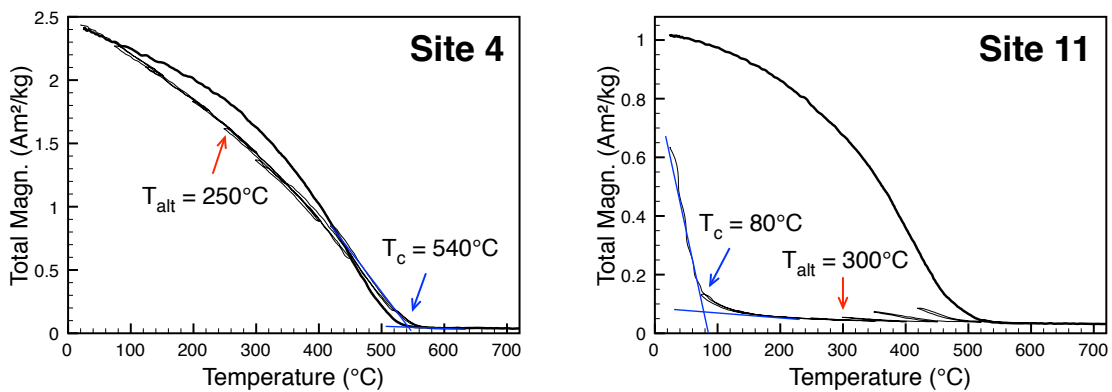 Site 4
Total Magn. (Am²/kg)
2.5
2
1.5
1
0.5
0
T_alt = 250°C
T_c = 540°C
0 100 200 300 400 500 600 700
Temperature (°C)
Site 11
Total Magn. (Am²/kg)
1
0.8
0.6
0.4
0.2
0
T_c = 80°C
T_alt = 300°C
0 100 200 300 400 500 600 700
Temperature (°C)